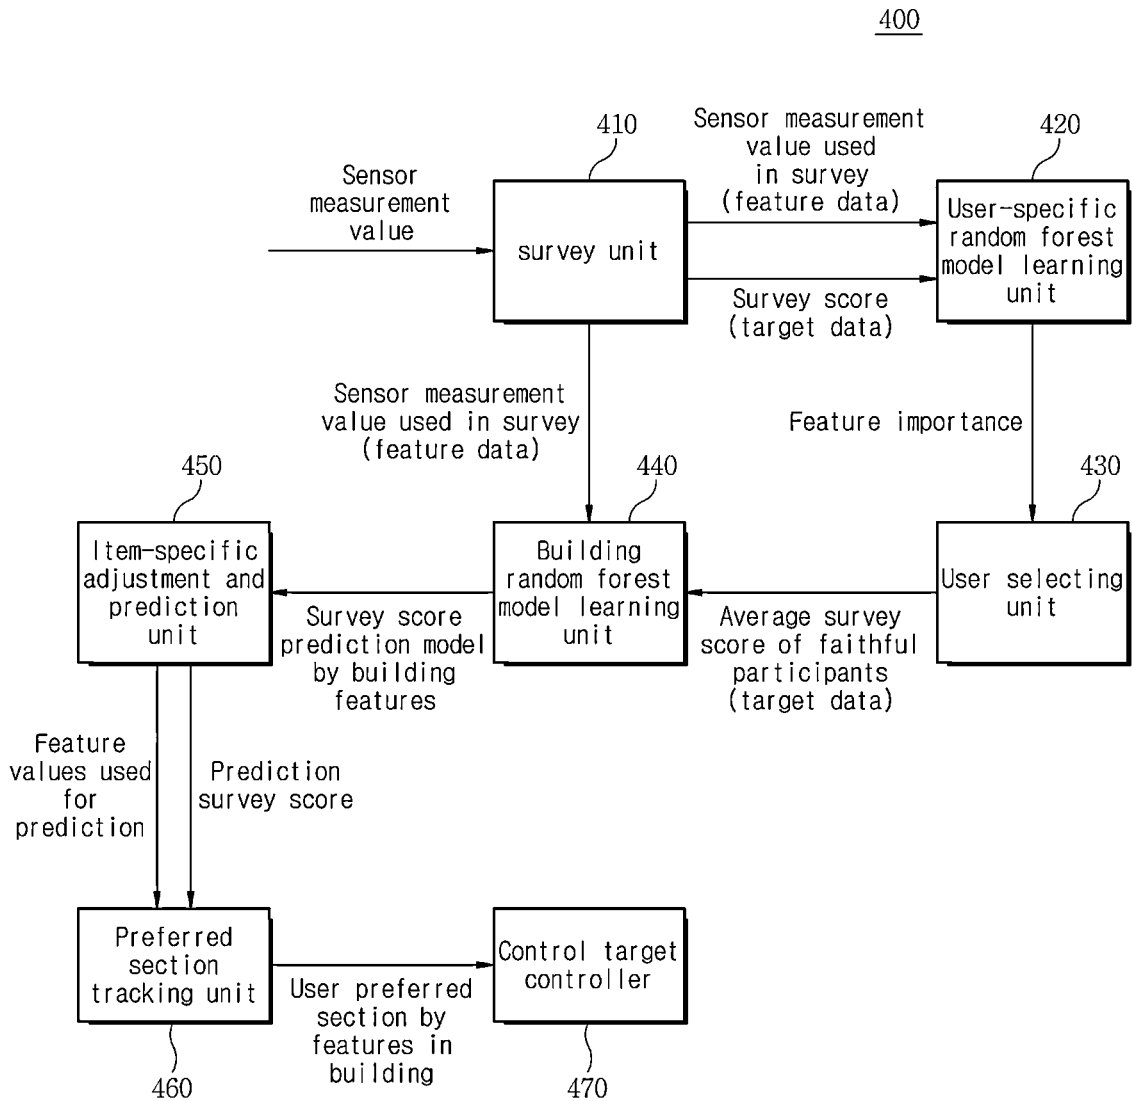 400
410
Sensor measurement
value used
in survey
(feature data)
420
Sensor
measurement
value
survey unit
User-specific
random forest
model learning
unit
Survey score
(target data)
Sensor measurement
value used in survey
(feature data)
Feature importance
450
440
430
Item-specific
adjustment and
prediction
unit
Building
random forest
model learning
unit
User selecting
unit
Survey score
prediction model
by building
features
Average survey
score of faithful
participants
(target data)
Feature
values used
for
prediction
Prediction
survey score
Preferred
section
tracking unit
Control target
controller
User preferred
section by
features in
building
460
470